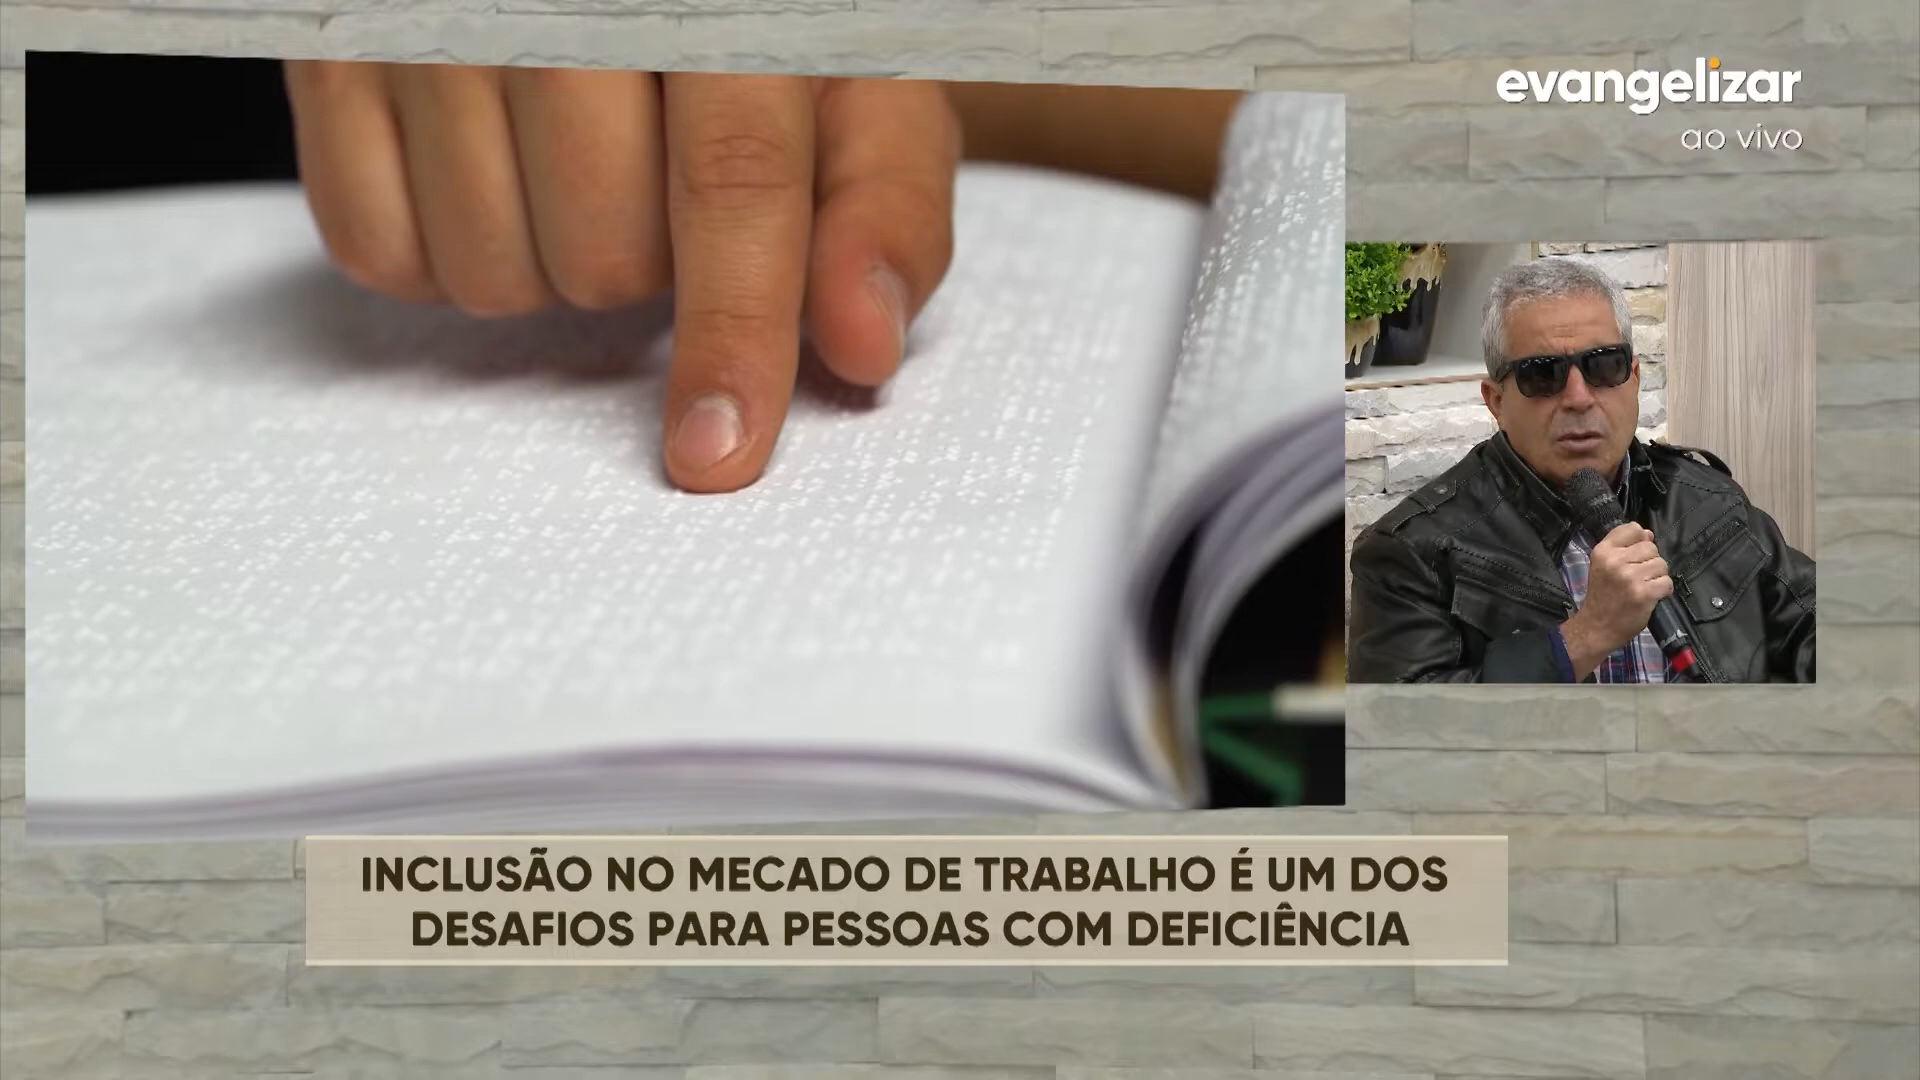 evangelizar
ao vivo
INCLUSÃO NO MECADO DE TRABALHO É UM DOS
DESAFIOS PARA PESSOAS COM DEFICIÊNCIA